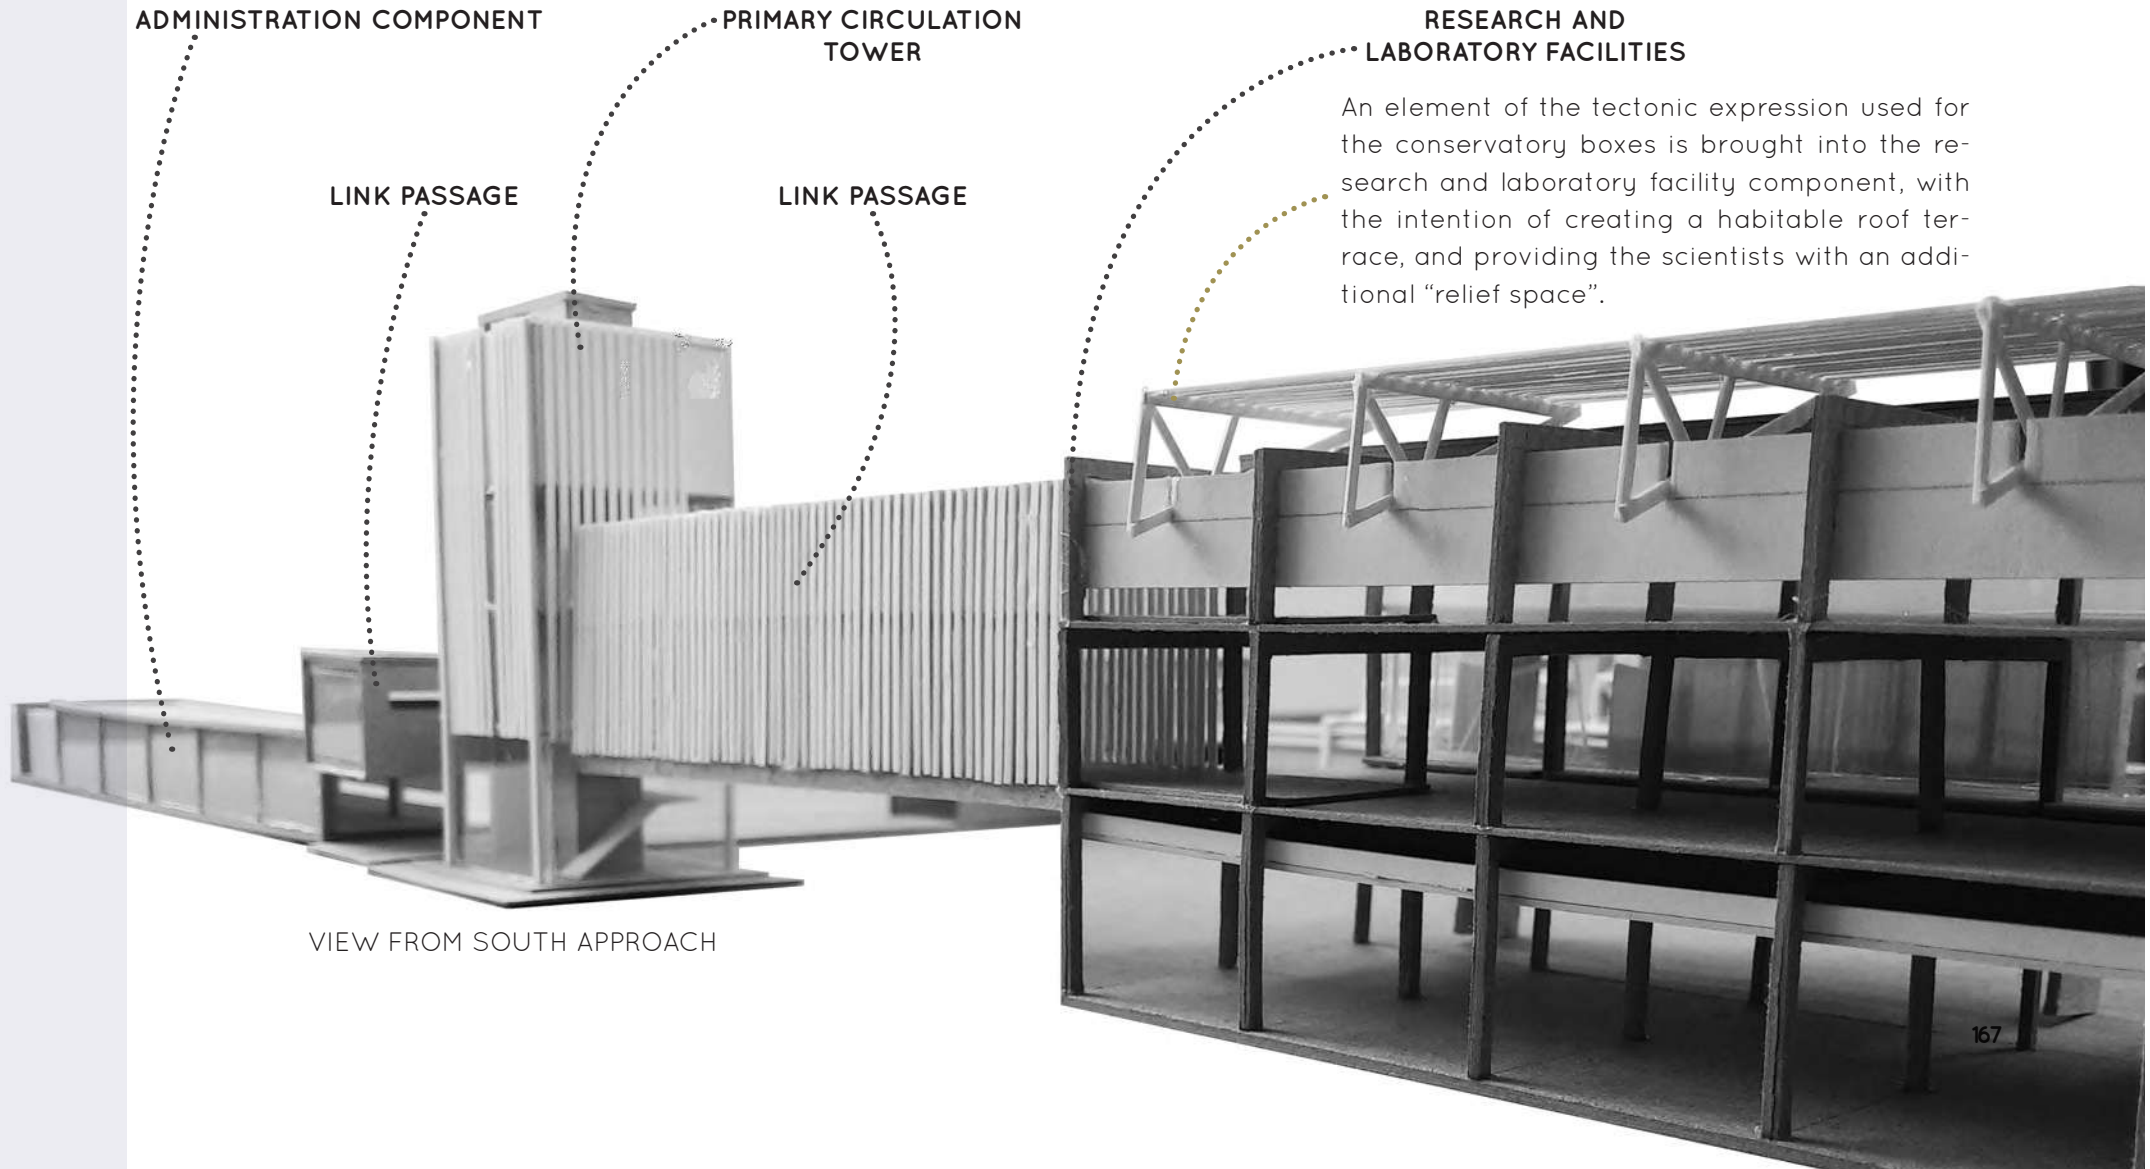 ADMINISTRATION COMPONENT
PRIMARY CIRCULATION
TOWER
RESEARCH AND
LABORATORY FACILITIES
An element of the tectonic expression used for
the conservatory boxes is brought into the re-
search and laboratory facility component, with
the intention of creating a habitable roof ter-
race, and providing the scientists with an addi-
tional “relief space”.
LINK PASSAGE
LINK PASSAGE
VIEW FROM SOUTH APPROACH
167